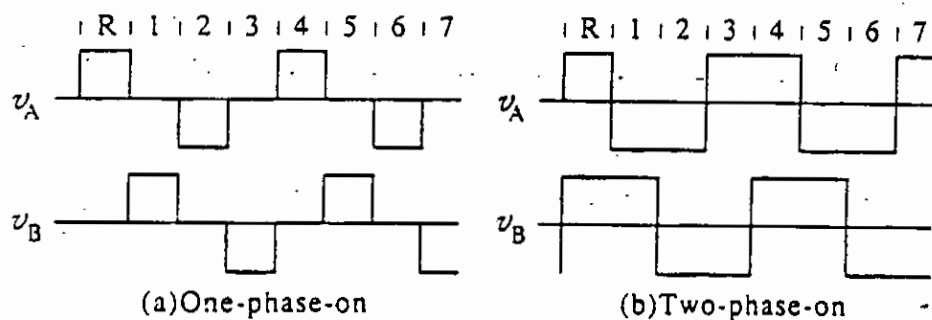 R 1 2 3 4 5 6 7
v_A
v_B
(a)One-phase-on
R 1 2 3 4 5 6 7
v_A
v_B
(b)Two-phase-on